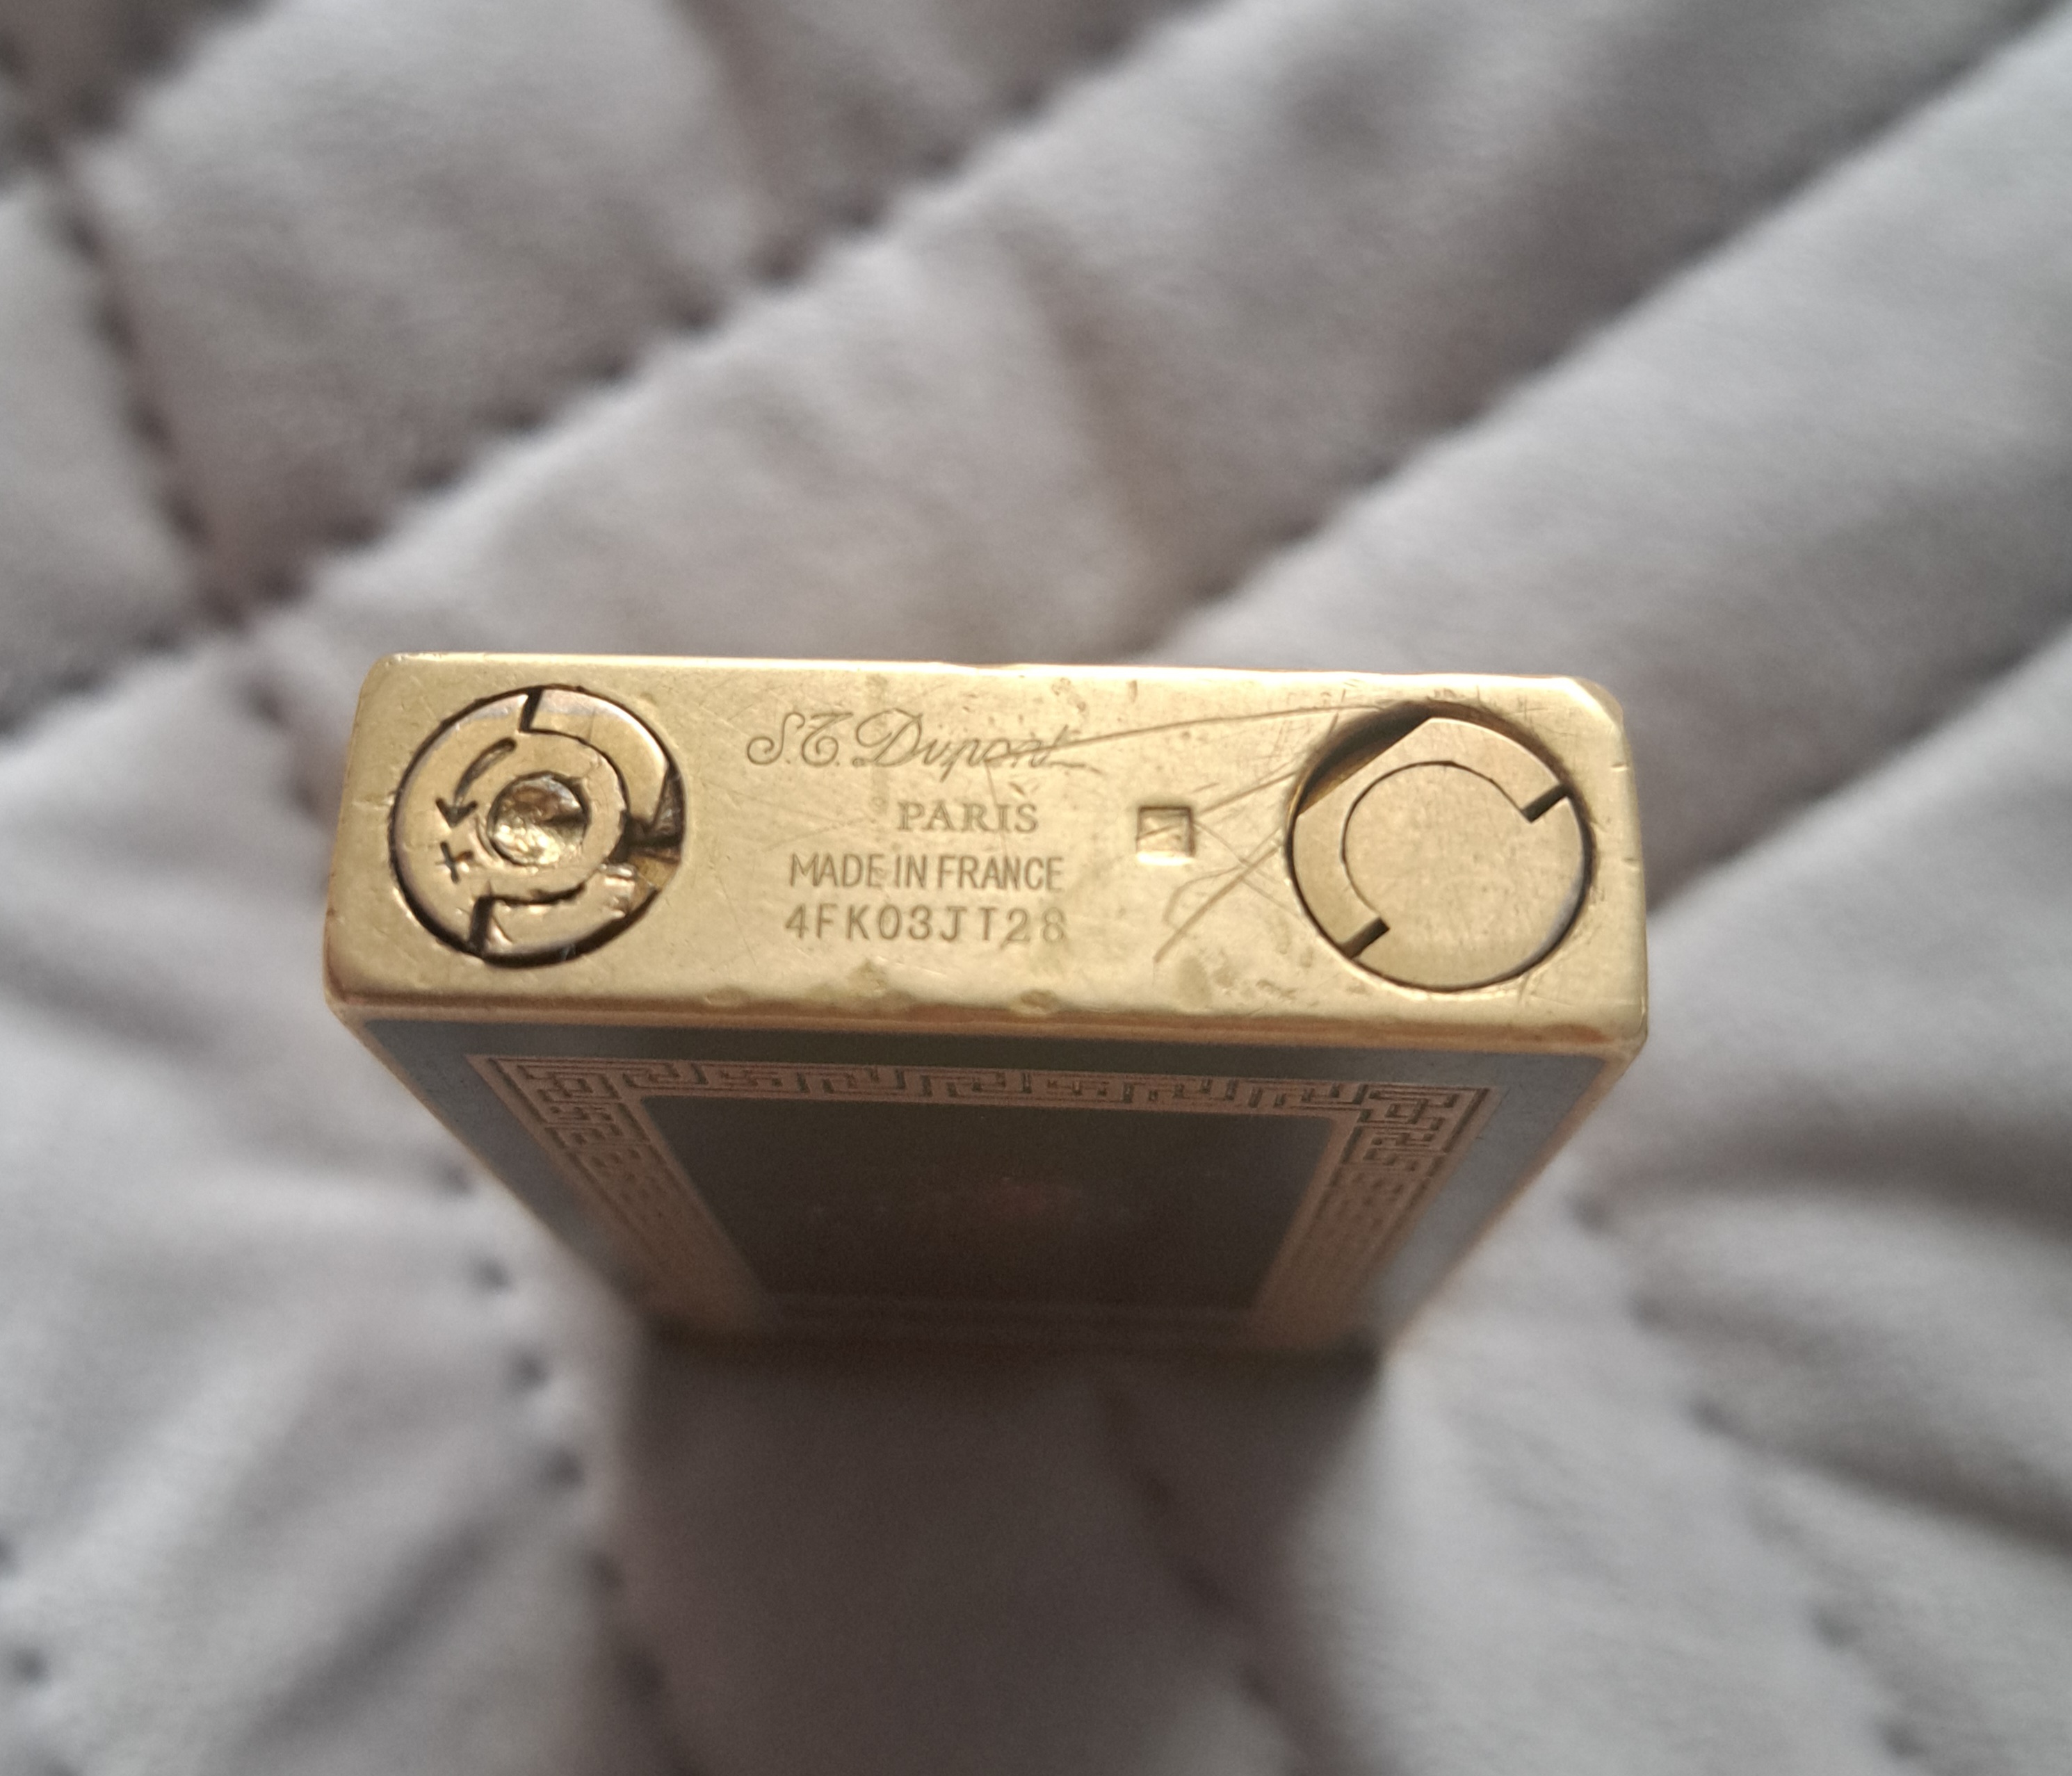 S.T. Dupont
PARIS
MADE IN FRANCE
4FK03JT28
+